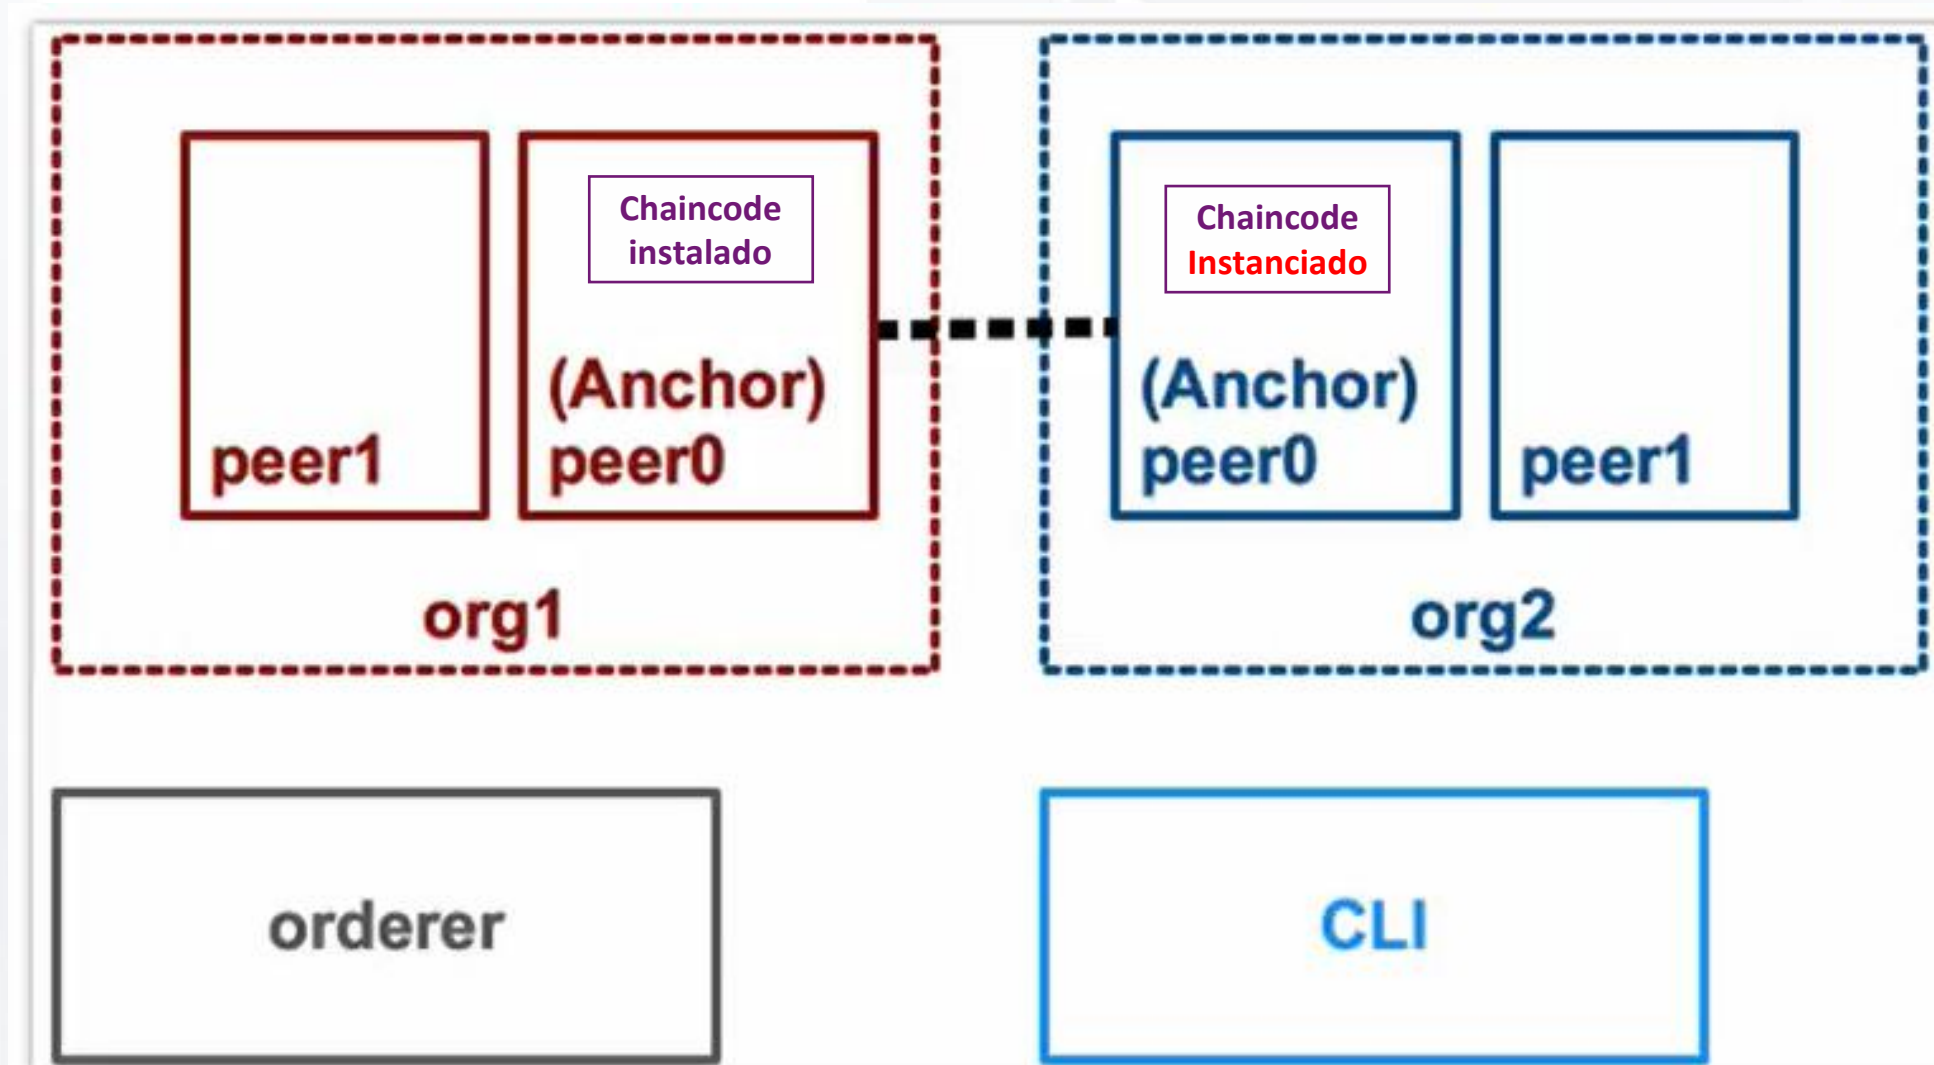 Chaincode
instalado
(Anchor)
peer1
peer0
org1
Chaincode
Instanciado
(Anchor)
peer0
peer1
org2
orderer
CLI